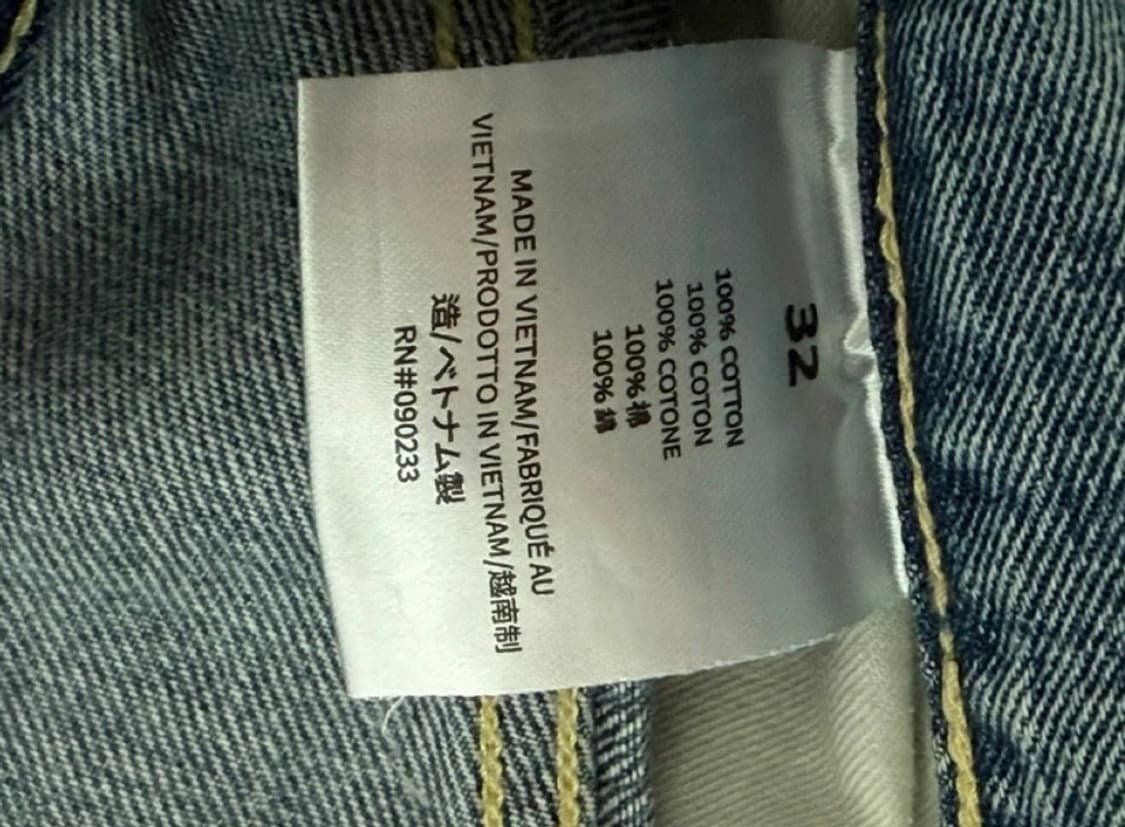 32
100% COTTON
100% COTON
100% COTONE
100% 棉
100% 綿
MADE IN VIETNAM/FABRIQUÉ AU
VIETNAM/PRODOTTO IN VIETNAM/越南制
造/ベトナム製
RN#090233